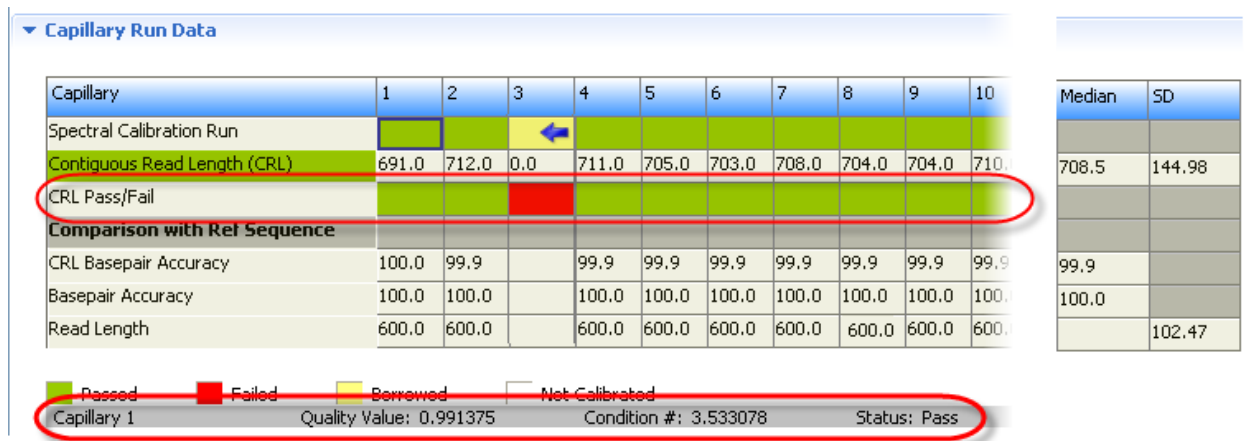 Capillary Run Data
Capillary 1 2 3 4 5 6 7 8 9 10 Median SD
Spectral Calibration Run
Contiguous Read Length (CRL) 691.0 712.0 0.0 711.0 705.0 703.0 708.0 704.0 704.0 710. 708.5 144.98
CRL Pass/Fail
Comparison with Ref Sequence
CRL Basepair Accuracy 100.0 99.9 99.9 99.9 99.9 99.9 99.9 99.9 99.9 99.9
Basepair Accuracy 100.0 100.0 100.0 100.0 100.0 100.0 100.0 100.0 100. 100.0
Read Length 600.0 600.0 600.0 600.0 600.0 600.0 600.0 600.0 600. 102.47
Passed Failed Borrowed Not Calibrated
Capillary 1 Quality Value: 0.991375 Condition #: 3.533078 Status: Pass